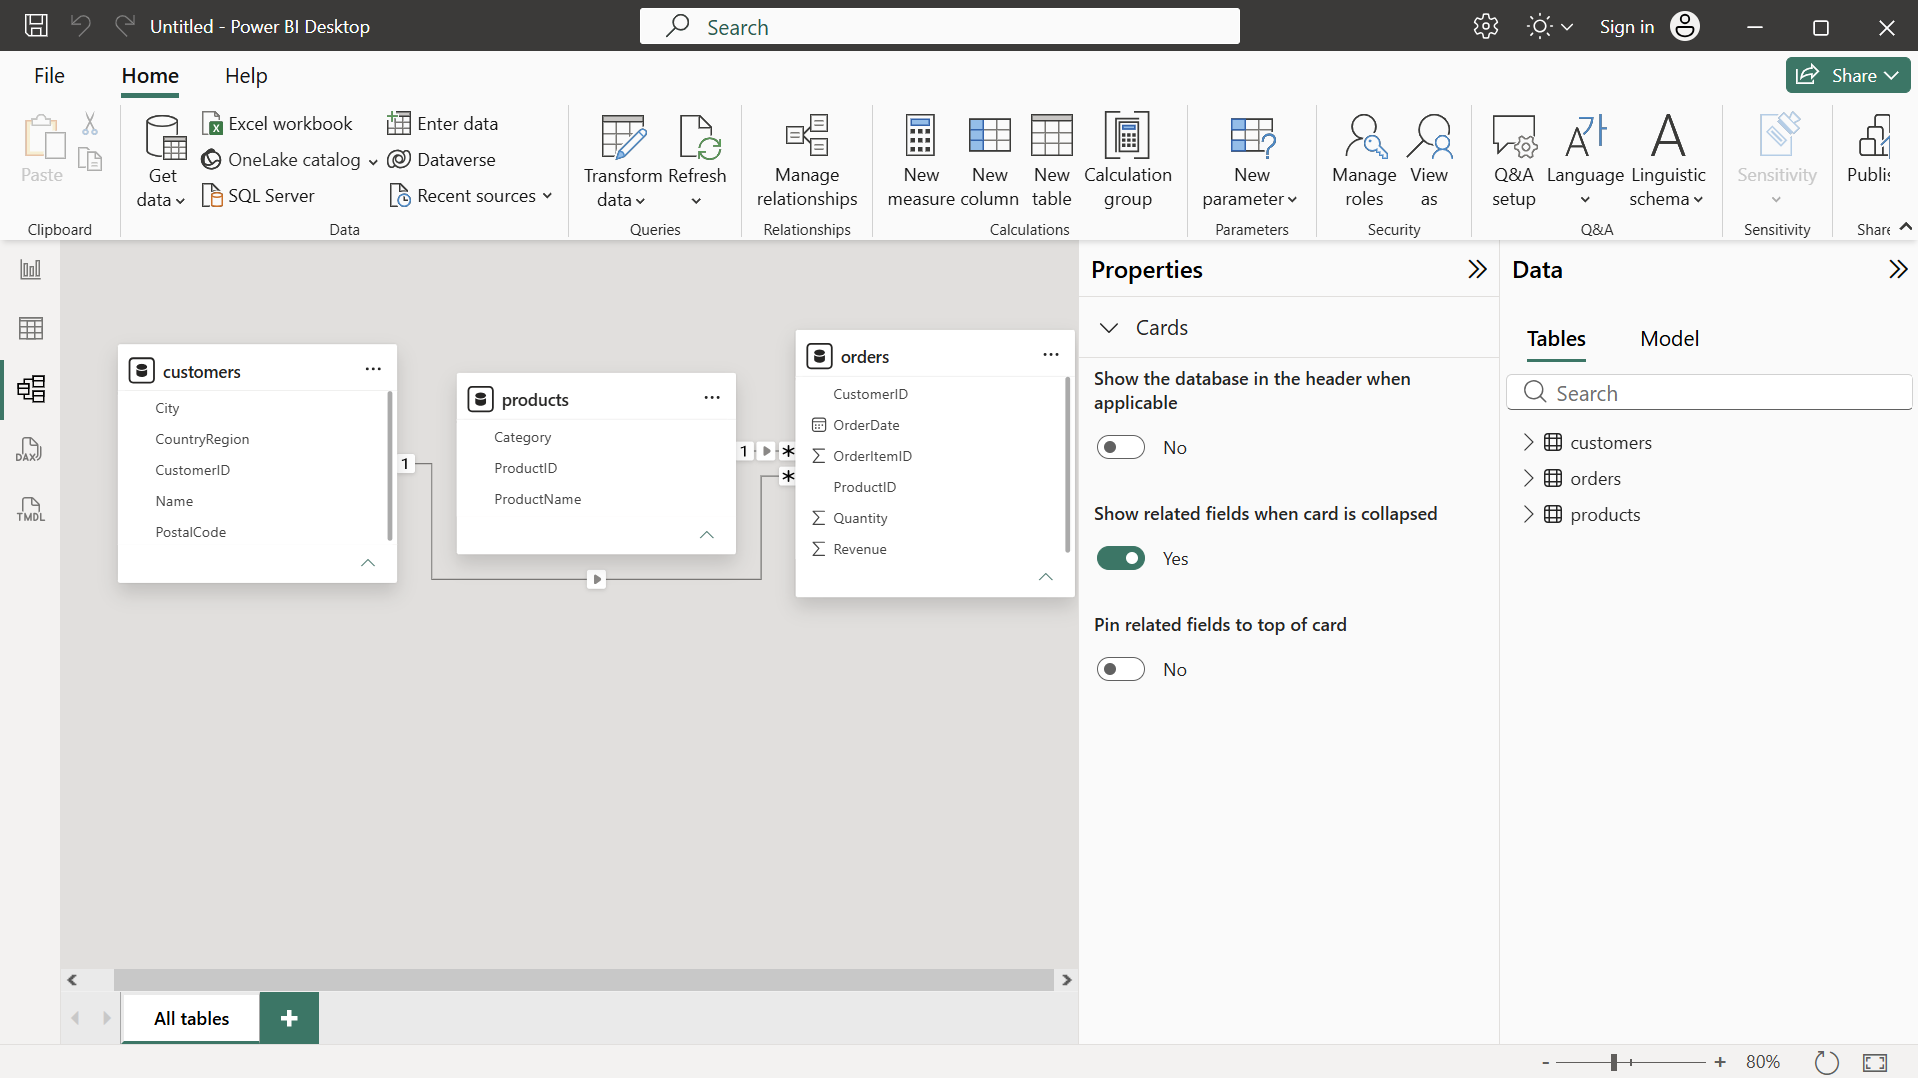 Untitled - Power BI Desktop
Search
Sign in
File
Home
Help
Share
Paste
Clipboard
Get data
Excel workbook
OneLake catalog
SQL Server
Enter data
Dataverse
Recent sources
Data
Transform data
Refresh
Queries
Manage relationships
Relationships
New measure
New column
New table
Calculation group
Calculations
New parameter
Parameters
Manage roles
View as
Security
Q&A setup
Language
Linguistic schema
Q&A
Sensitivity
Sensitivity
Publis
Share
DAX
TMDL
customers
City
CountryRegion
CustomerID
Name
PostalCode
1
products
Category
ProductID
ProductName
1
*
*
orders
CustomerID
OrderDate
OrderItemID
ProductID
Quantity
Revenue
Properties
Cards
Show the database in the header when
applicable
No
Show related fields when card is collapsed
Yes
Pin related fields to top of card
No
Data
Tables
Model
Search
customers
orders
products
All tables
+
- + 80%